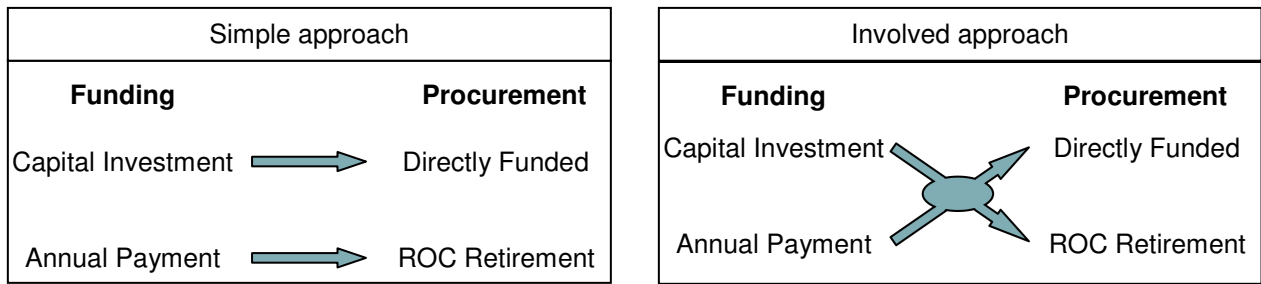 Simple approach
Funding Procurement
Capital Investment Directly Funded
Annual Payment ROC Retirement
Involved approach
Funding Procurement
Capital Investment Directly Funded
Annual Payment ROC Retirement